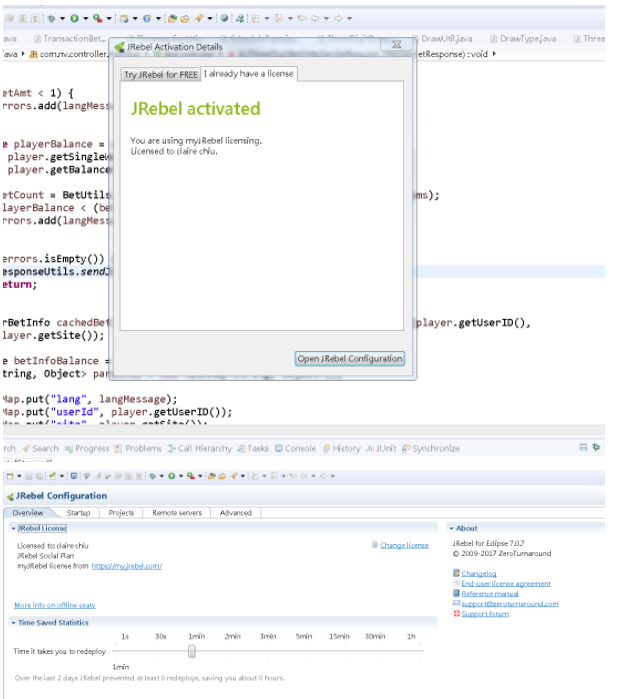 ava TransactionBet... DrawUtil.java DrawType.java Three
ava com.nv.controller. etResponse):void
JRebel Activation Details
Try JRebel for FREE I already have a license
JRebel activated
You are using myJRebel licensing.
Licensed to claire chiu.
Open JRebel Configuration
etAmt < 1) {
rrors.add(langMess
e playerBalance =
player.getSingleW
player.getBalance
etCount = BetUtils ms);
layerBalance < (be
rrors.add(langMess
errors.isEmpty())
esponseUtils.sendJ
eturn;
rBetInfo cachedBet player.getUserID(),
layer.getSite());
e betInfoBalance =
tring, Object> par
Map.put("lang", langMessage);
Map.put("userId", player.getUserID());
rch Search Progress Problems Call Hierarchy Tasks Console History JUnit Synchronize
JRebel Configuration
Overview Startup Projects Remote servers Advanced
JRebel License
Licensed to: claire chiu Change license
JRebel Social Plan
myJRebel license from https://my.jrebel.com/
More info on offline seats
About
JRebel for Eclipse 7.0.7
© 2009-2017 ZeroTurnaround
Changelog
End-user license agreement
Reference manual
support@zeroturnaround.com
Support forum
Time Saved Statistics
1s 30s 1min 2min 3min 5min 15min 30min 1h
Time it takes you to redeploy
1min
Over the last 2 days JRebel prevented at least 0 redeploys, saving you about 0 hours.